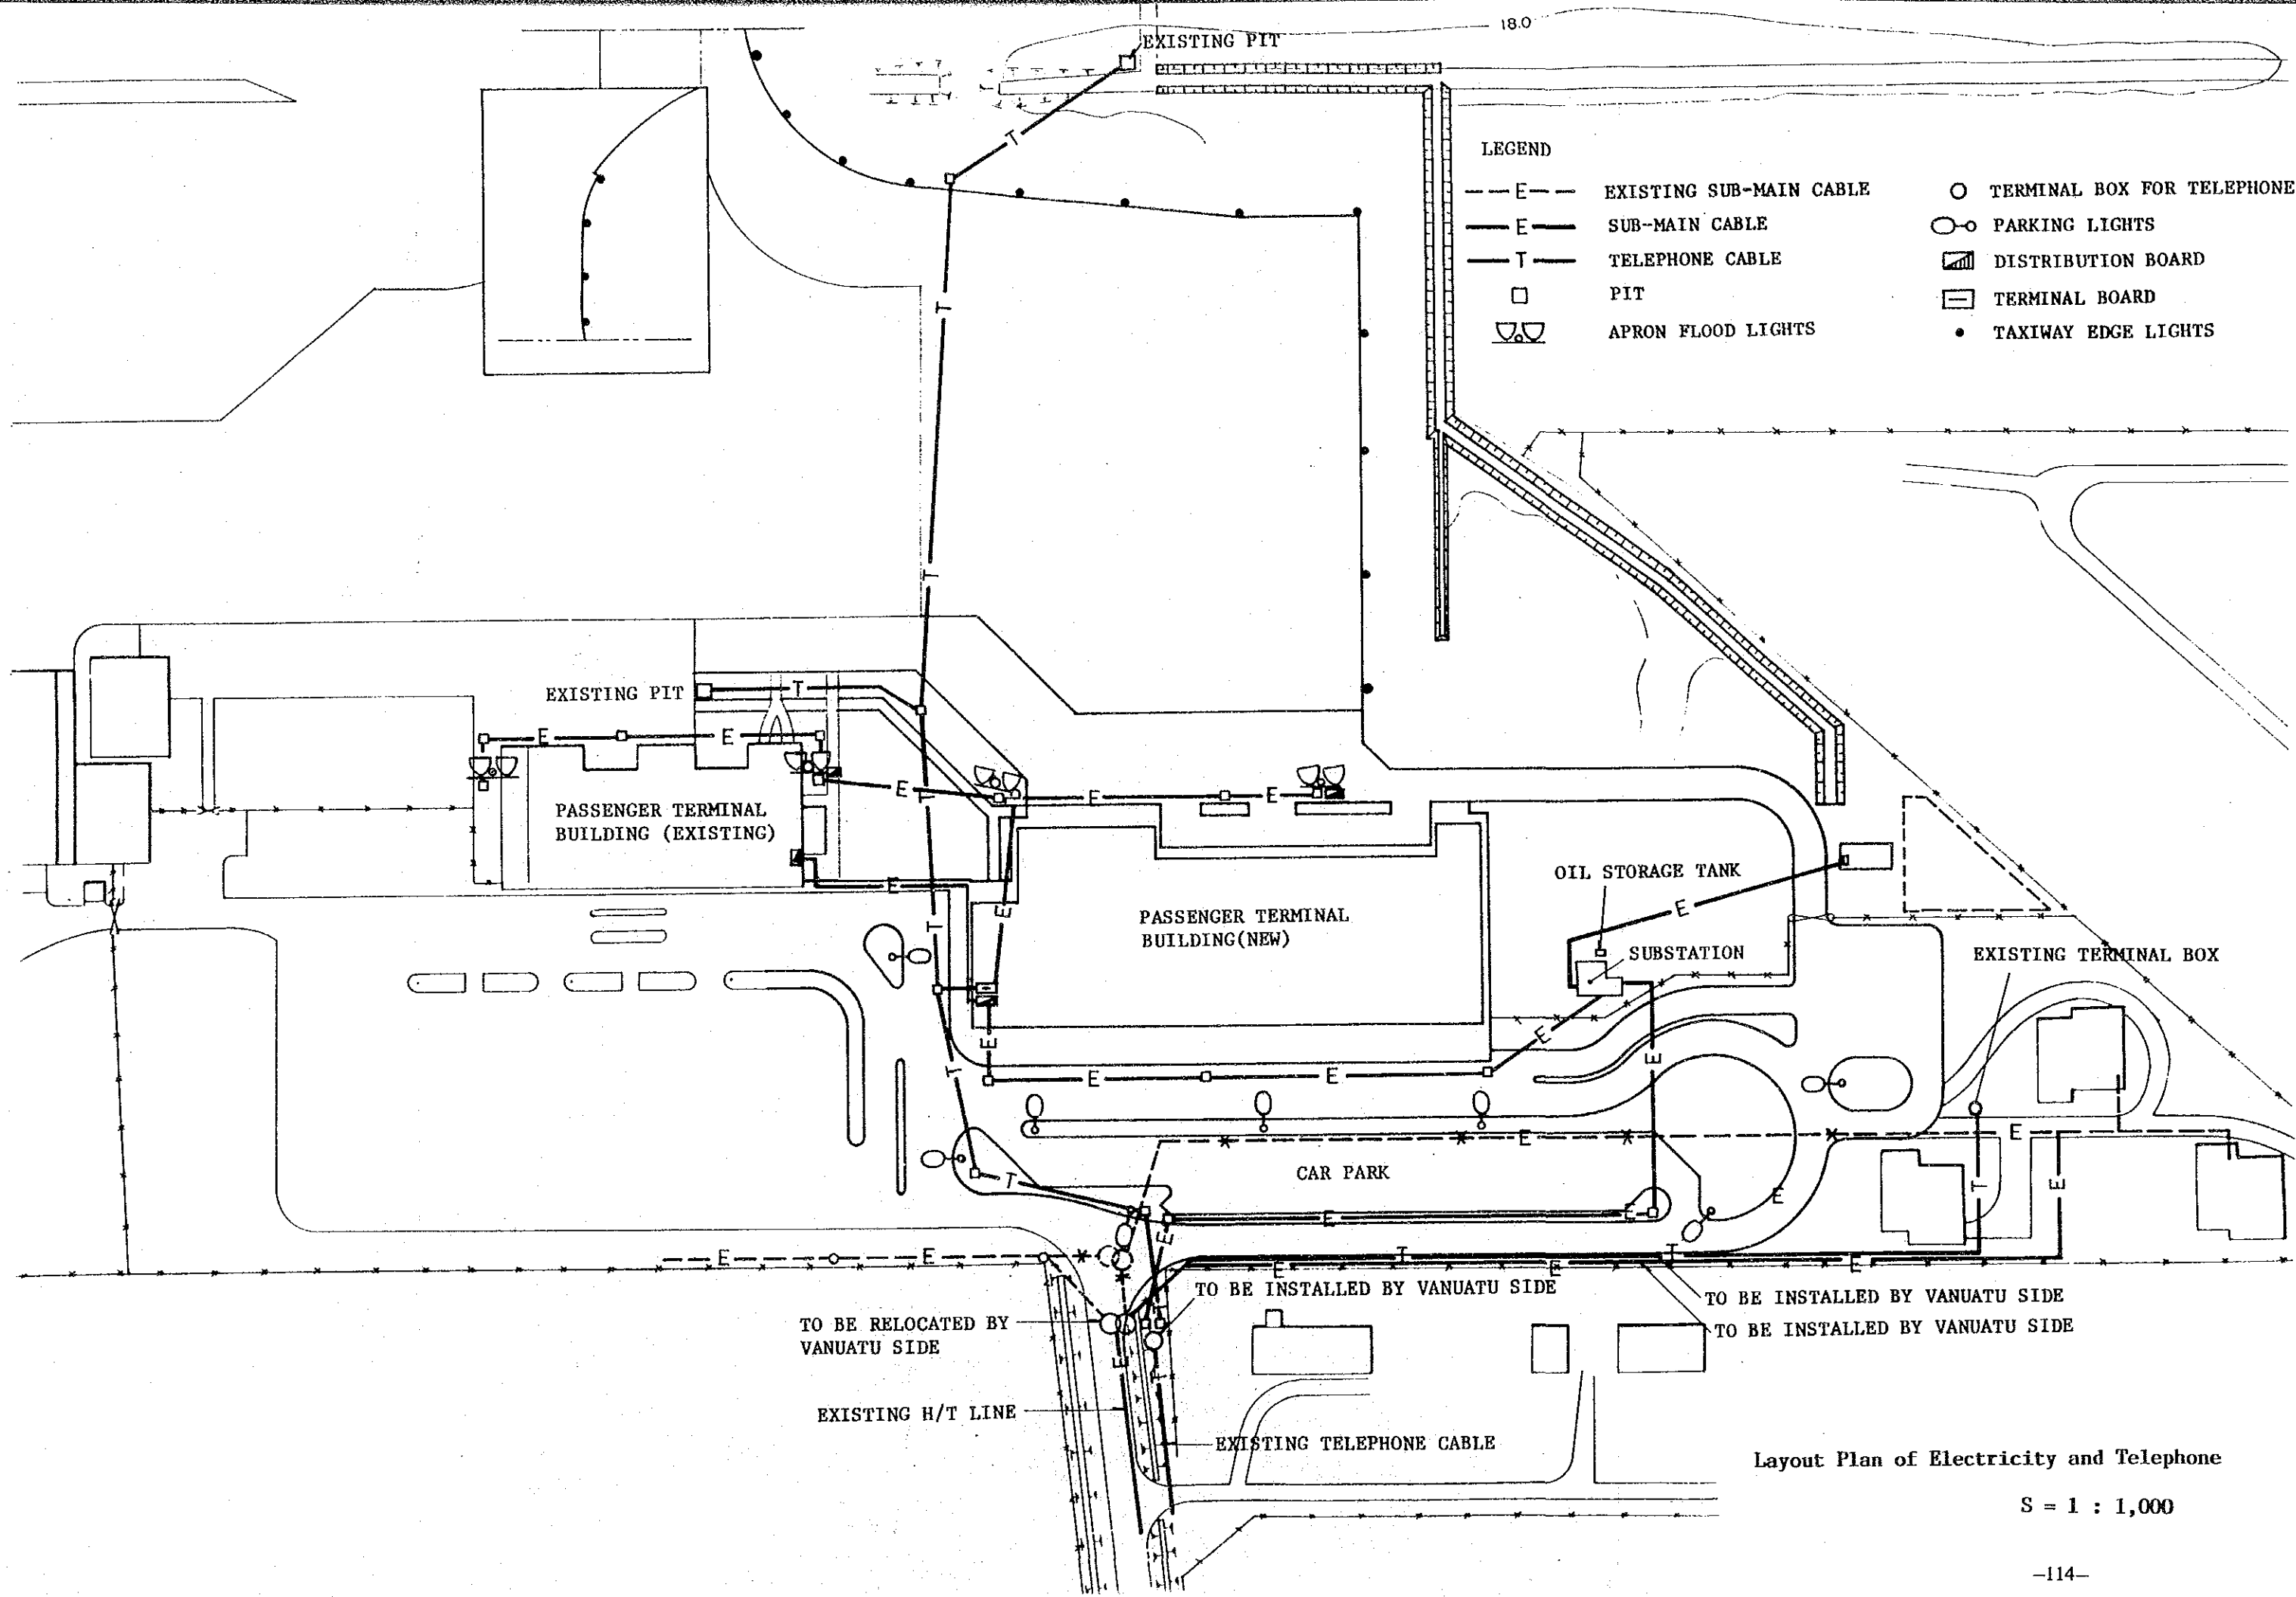 18.0
EXISTING PIT
LEGEND
E EXISTING SUB-MAIN CABLE
E SUB-MAIN CABLE
T TELEPHONE CABLE
PIT
APRON FLOOD LIGHTS
TERMINAL BOX FOR TELEPHONE
PARKING LIGHTS
DISTRIBUTION BOARD
TERMINAL BOARD
TAXIWAY EDGE LIGHTS
T
T
T
EXISTING PIT
T
E
E
E
T
E
E
PASSENGER TERMINAL
BUILDING (EXISTING)
OIL STORAGE TANK
E
E
E
T
PASSENGER TERMINAL
BUILDING(NEW)
SUBSTATION
EXISTING TERMINAL BOX
E
E
E
T
E
E
E
E
CAR PARK
T
T
E
E
E
E
E
E
E
E
T
T
E
E
E
TO BE INSTALLED BY VANUATU SIDE
TO BE INSTALLED BY VANUATU SIDE
TO BE INSTALLED BY VANUATU SIDE
TO BE RELOCATED BY
VANUATU SIDE
E
T
EXISTING H/T LINE
EXISTING TELEPHONE CABLE
Layout Plan of Electricity and Telephone
S = 1 : 1,000
-114-